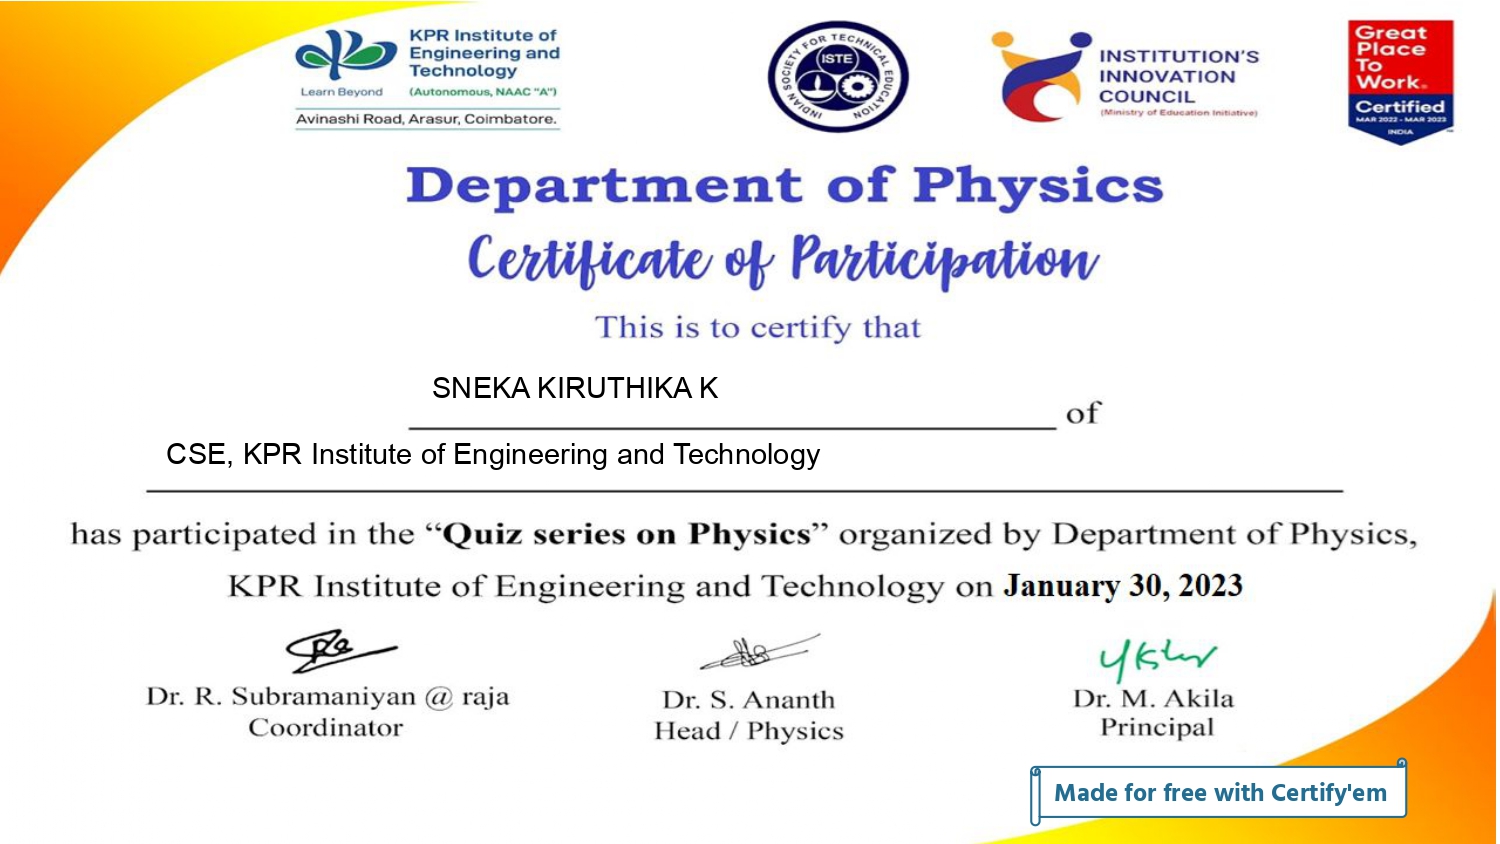 KPR Institute of
Engineering and
Technology
Learn Beyond (Autonomous, NAAC "A")
Avinashi Road, Arasur, Coimbatore.
INDIAN SOCIETY FOR TECHNICAL EDUCATION
ISTE
INSTITUTION'S
INNOVATION
COUNCIL
(Ministry of Education Initiative)
Great
Place
To
Work.
Certified
MAR 2022 - MAR 2023
INDIA
Department of Physics
Certificate of Participation
This is to certify that
SNEKA KIRUTHIKA K
of
CSE, KPR Institute of Engineering and Technology
has participated in the “Quiz series on Physics” organized by Department of Physics,
KPR Institute of Engineering and Technology on January 30, 2023
Dr. R. Subramaniyan @ raja
Coordinator
Dr. S. Ananth
Head / Physics
Dr. M. Akila
Principal
Made for free with Certify'em